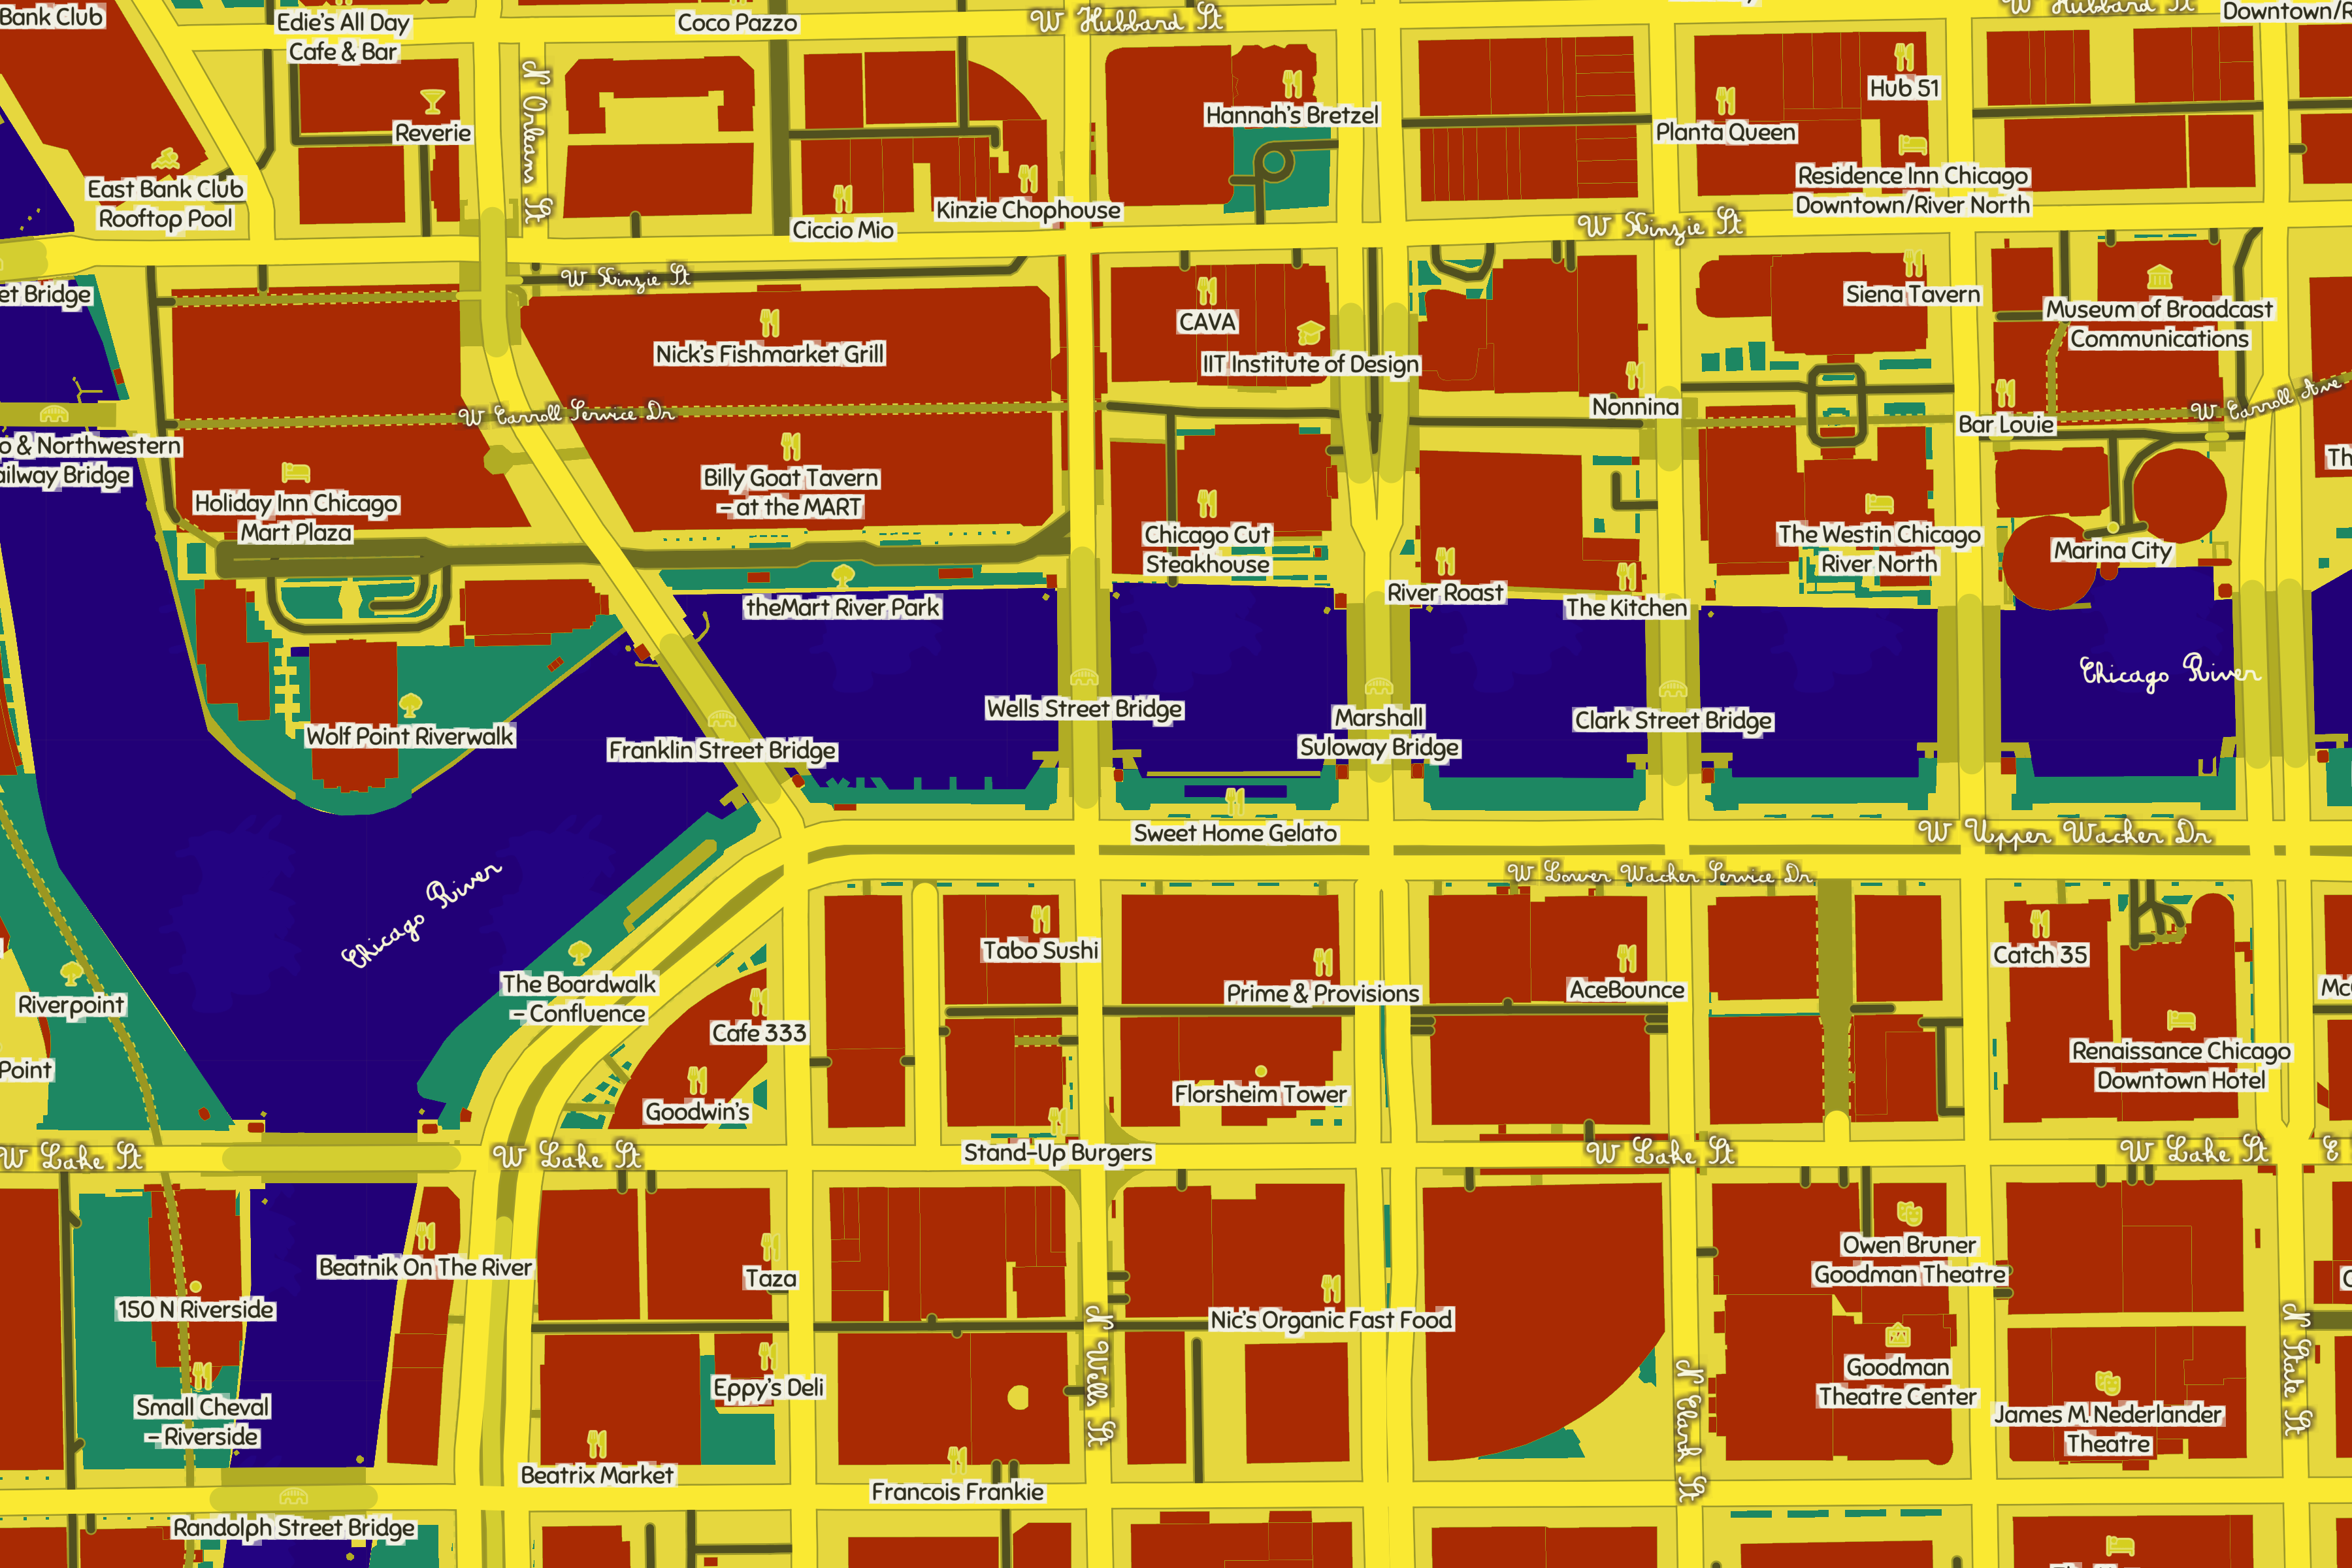 Bank Club
Edie's All Day
Cafe & Bar
Coco Pazzo
W Hubbard St
W Hubbard St
Reverie
N Orleans St
Hannah's Bretzel
Planta Queen
Hub 51
East Bank Club
Rooftop Pool
Ciccio Mio
Kinzie Chophouse
Residence Inn Chicago
Downtown/River North
W Kinzie St
W Kinzie St
et Bridge
Nick's Fishmarket Grill
CAVA
IIT Institute of Design
Siena Tavern
Museum of Broadcast
Communications
Nonnina
Bar Louie
W Carroll Ave
W Carroll Service Dr
o & Northwestern
ailway Bridge
Holiday Inn Chicago
Mart Plaza
Billy Goat Tavern
– at the MART
Chicago Cut
Steakhouse
The Westin Chicago
River North
Marina City
Th
theMart River Park
River Roast
The Kitchen
Chicago River
Wolf Point Riverwalk
Franklin Street Bridge
Wells Street Bridge
Marshall
Suloway Bridge
Clark Street Bridge
Sweet Home Gelato
W Upper Wacker Dr
W Lower Wacker Service Dr
Chicago River
Riverpoint
The Boardwalk
– Confluence
Cafe 333
Tabo Sushi
Prime & Provisions
AceBounce
Catch 35
Mc
Point
Goodwin's
Florsheim Tower
Renaissance Chicago
Downtown Hotel
W Lake St
W Lake St
Stand-Up Burgers
W Lake St
W Lake St
E
Beatnik On The River
Taza
Owen Bruner
Goodman Theatre
150 N Riverside
Nic's Organic Fast Food
N Wells St
N Clark St
N State St
Small Cheval
– Riverside
Eppy's Deli
Goodman
Theatre Center
James M. Nederlander
Theatre
Beatrix Market
Francois Frankie
Randolph Street Bridge